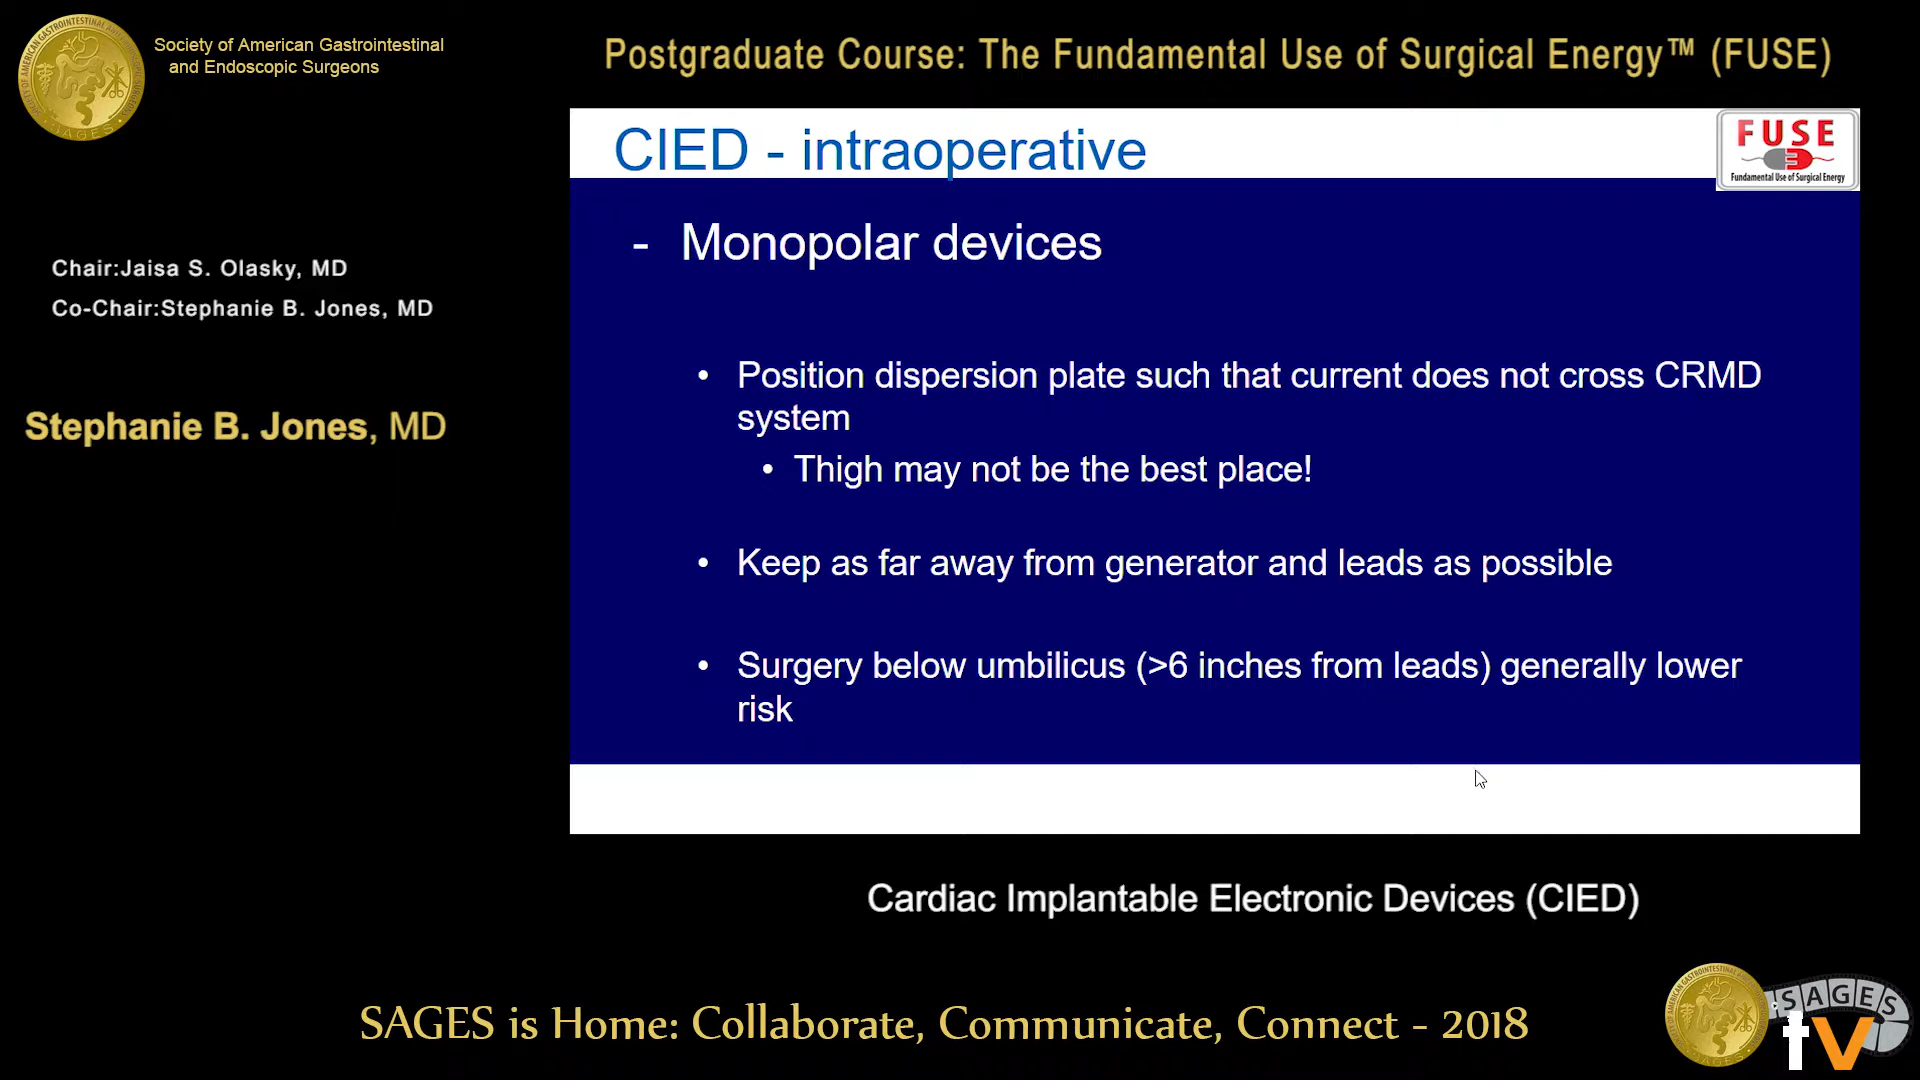 Society of American Gastrointestinal
and Endoscopic Surgeons
Postgraduate Course: The Fundamental Use of Surgical Energy™ (FUSE)
CIED - intraoperative
FUSE
Fundamental Use of Surgical Energy
- Monopolar devices
Chair:Jaisa S. Olasky, MD
Co-Chair:Stephanie B. Jones, MD
Stephanie B. Jones, MD
• Position dispersion plate such that current does not cross CRMD
system
• Thigh may not be the best place!
• Keep as far away from generator and leads as possible
• Surgery below umbilicus (>6 inches from leads) generally lower
risk
Cardiac Implantable Electronic Devices (CIED)
SAGES is Home: Collaborate, Communicate, Connect - 2018
SAGES
tv